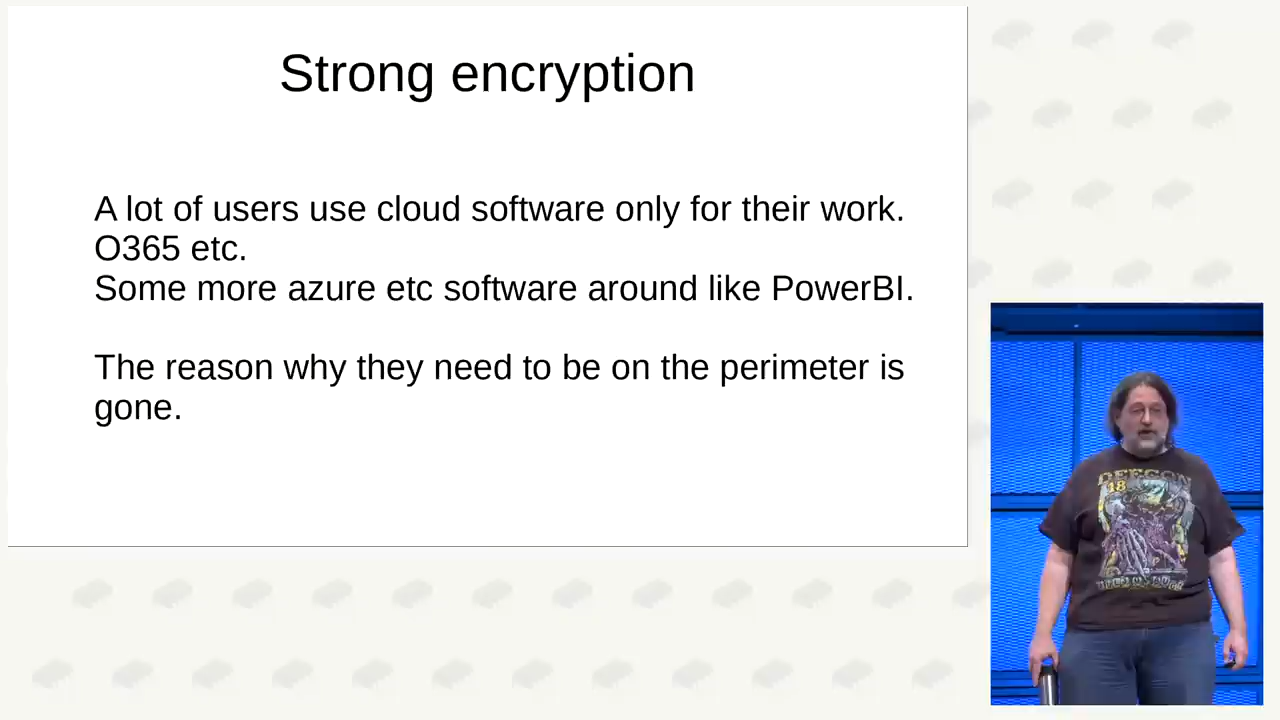 Strong encryption
A lot of users use cloud software only for their work.
O365 etc.
Some more azure etc software around like PowerBI.
The reason why they need to be on the perimeter is
gone.
18